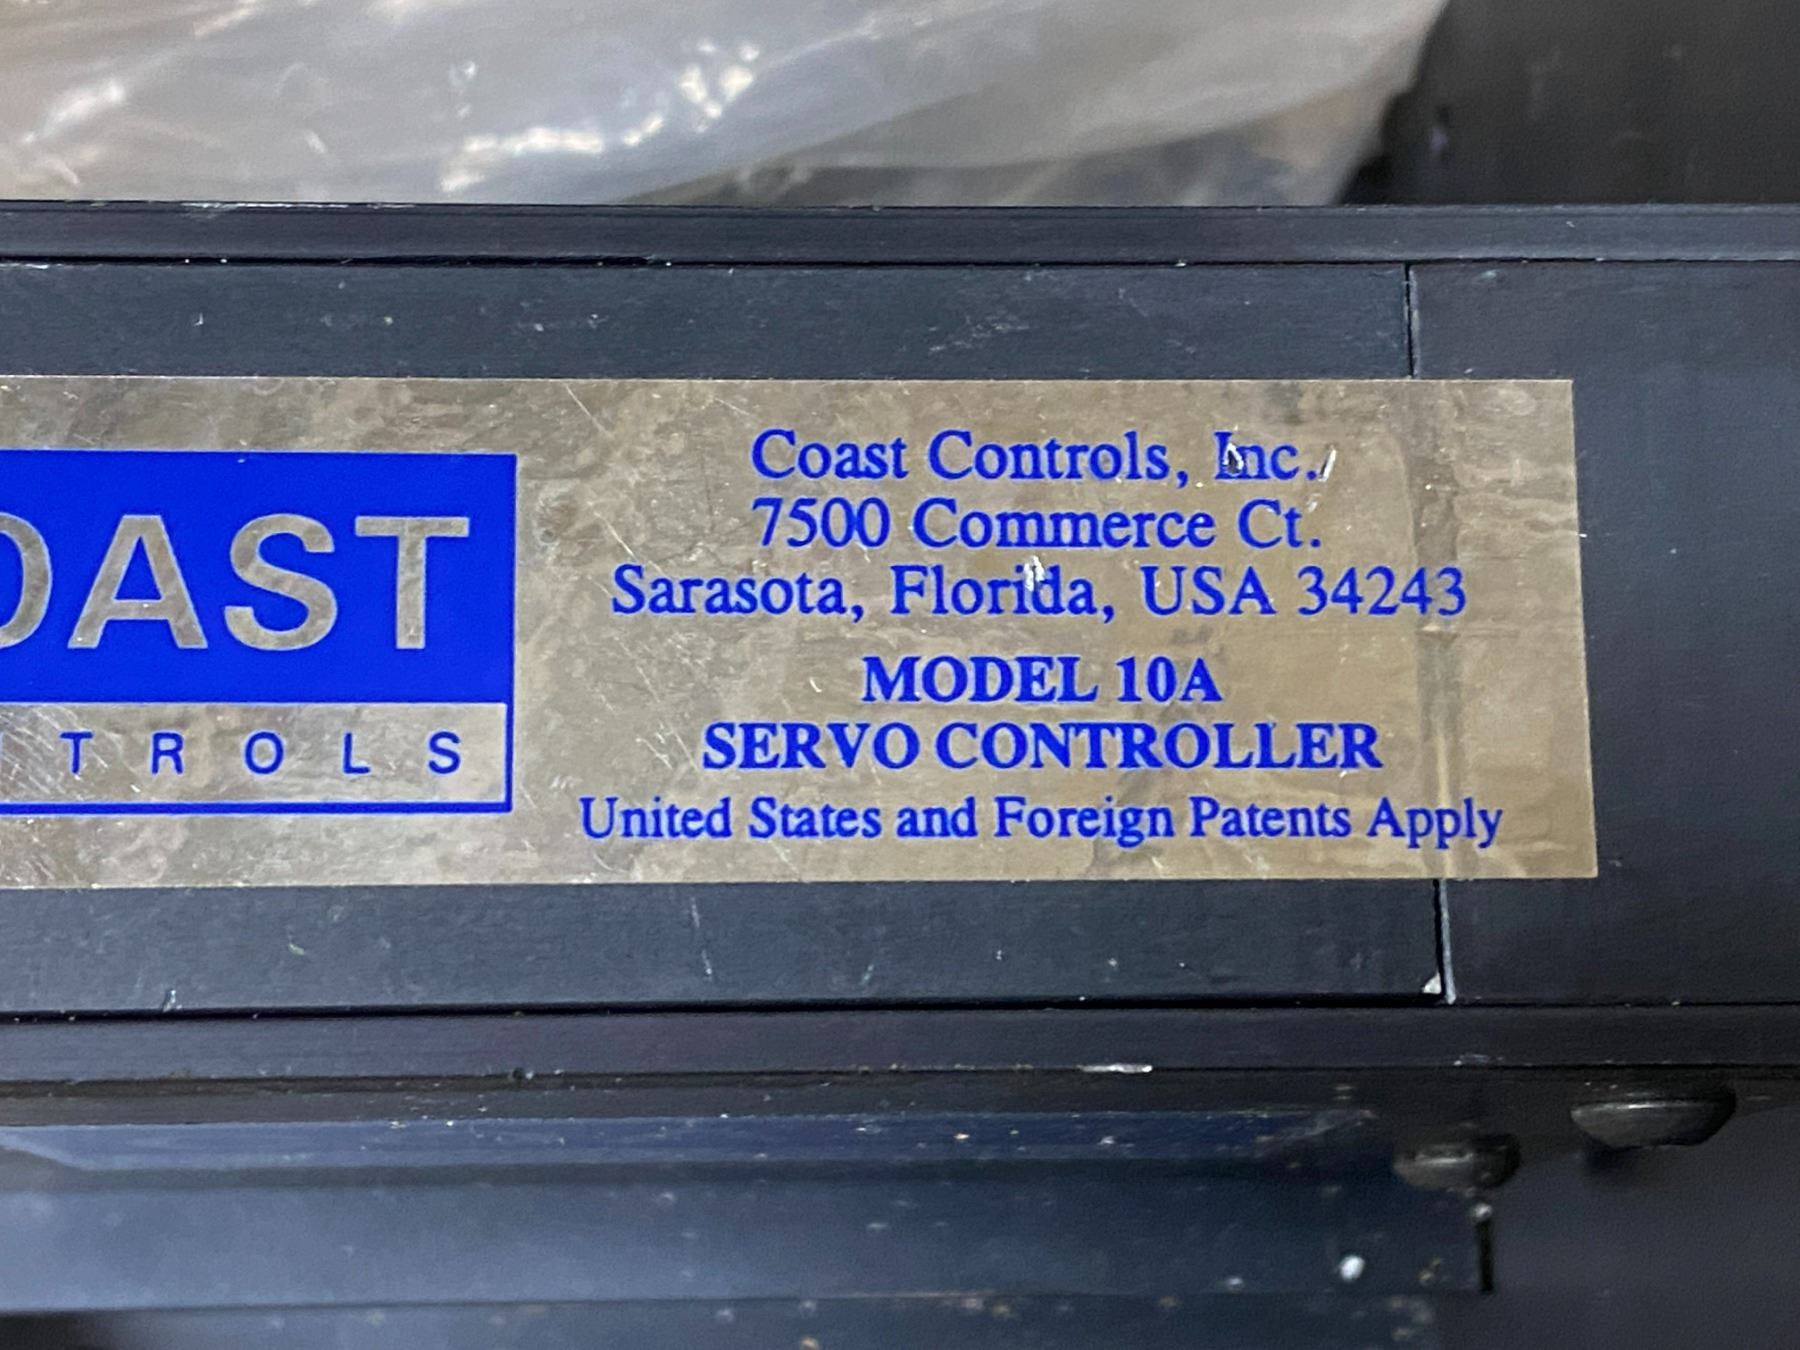 OAST
TROLS
Coast Controls, Inc.
7500 Commerce Ct.
Sarasota, Florida, USA 34243
MODEL 10A
SERVO CONTROLLER
United States and Foreign Patents Apply